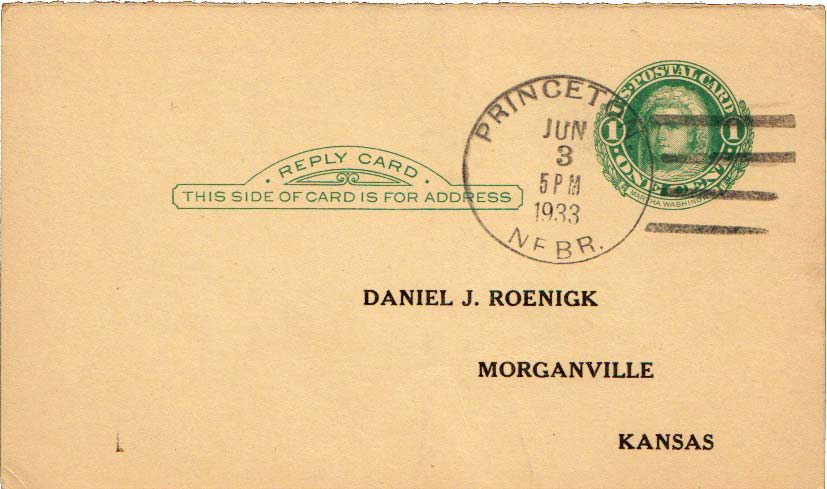 U.S. POSTAL CARD
1 1
ONE CENT
MARTHA WASHINGTON
PRINCETON
JUN
3
5 PM
1933
NEBR.
· REPLY CARD ·
THIS SIDE OF CARD IS FOR ADDRESS
DANIEL J. ROENIGK
MORGANVILLE
KANSAS